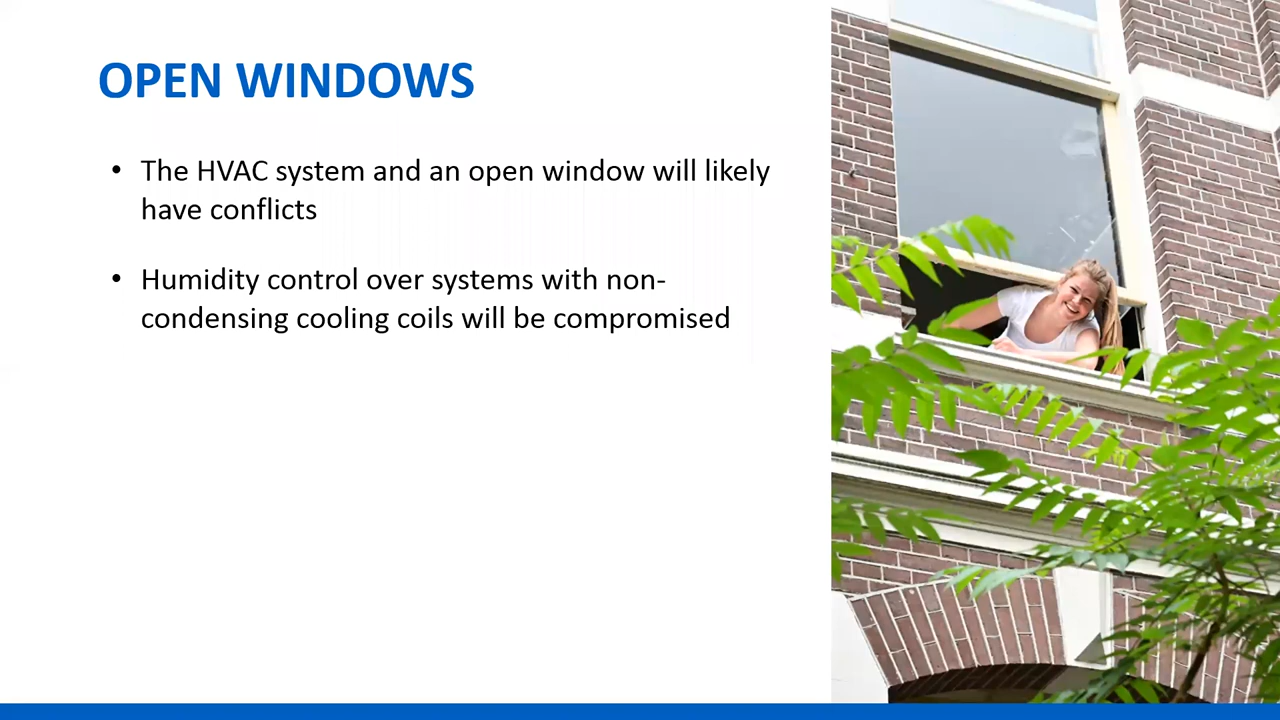 OPEN WINDOWS
• The HVAC system and an open window will likely
have conflicts
• Humidity control over systems with non-
condensing cooling coils will be compromised